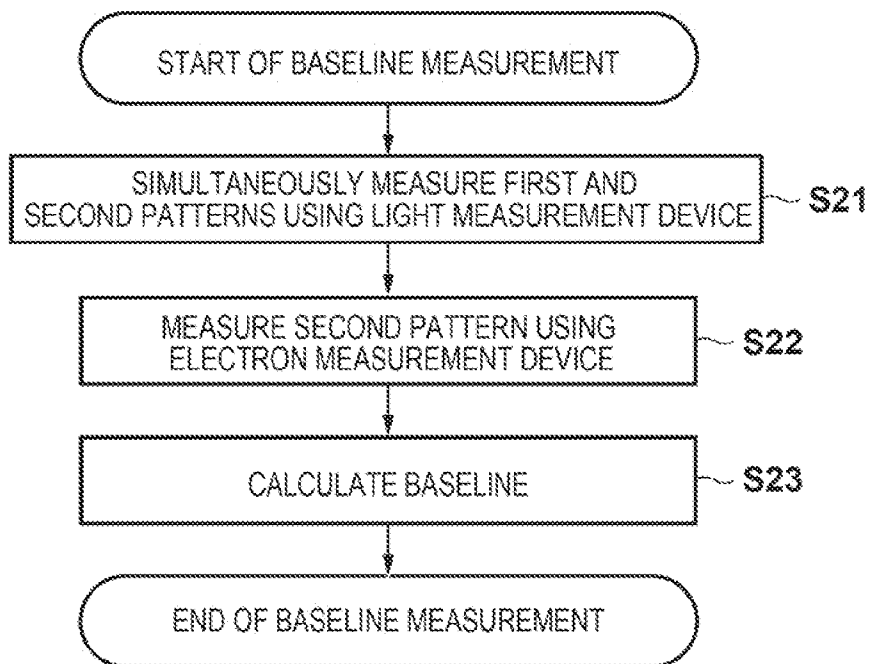 START OF BASELINE MEASUREMENT
SIMULTANEOUSLY MEASURE FIRST AND
SECOND PATTERNS USING LIGHT MEASUREMENT DEVICE
S21
MEASURE SECOND PATTERN USING
ELECTRON MEASUREMENT DEVICE
S22
CALCULATE BASELINE
S23
END OF BASELINE MEASUREMENT